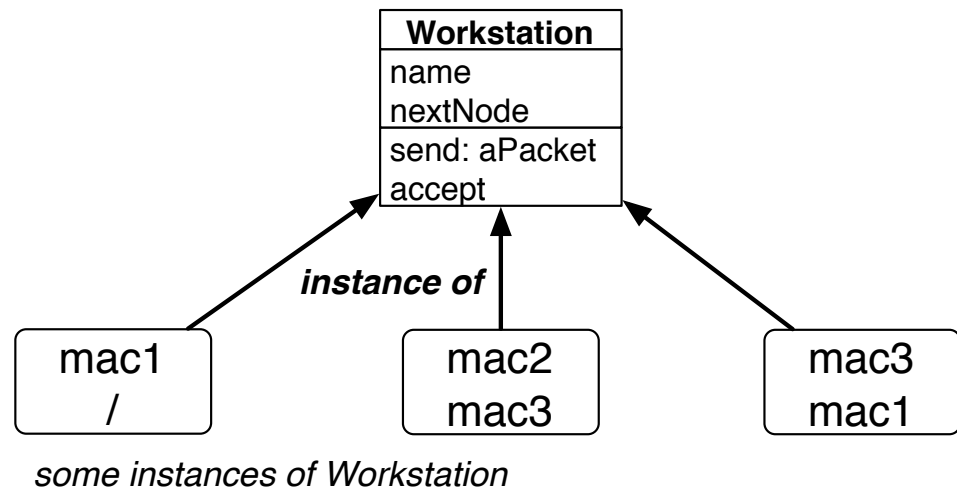 Workstation
name
nextNode
send: aPacket
accept
instance of
mac1
/
mac2
mac3
mac3
mac1
some instances of Workstation